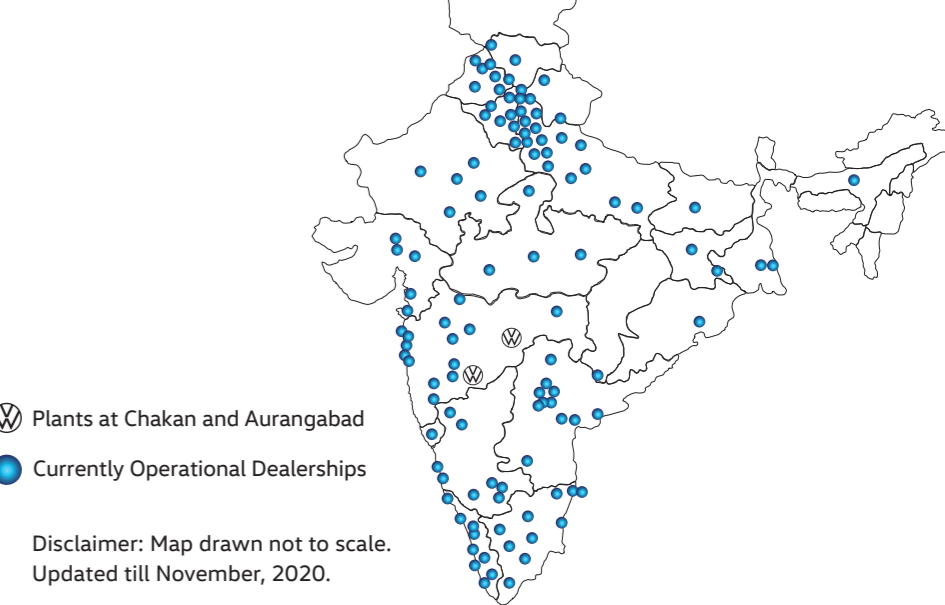 Plants at Chakan and Aurangabad
Currently Operational Dealerships
Disclaimer: Map drawn not to scale.
Updated till November, 2020.